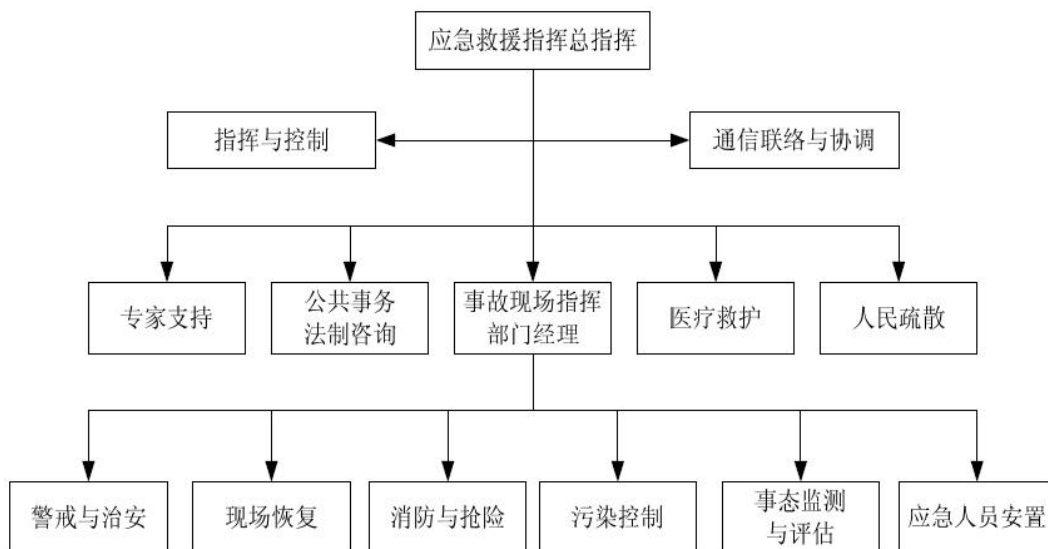 应急救援指挥总指挥
指挥与控制
通信联络与协调
专家支持
公共事务
法制咨询
事故现场指挥
部门经理
医疗救护
人民疏散
警戒与治安
现场恢复
消防与抢险
污染控制
事态监测
与评估
应急人员安置